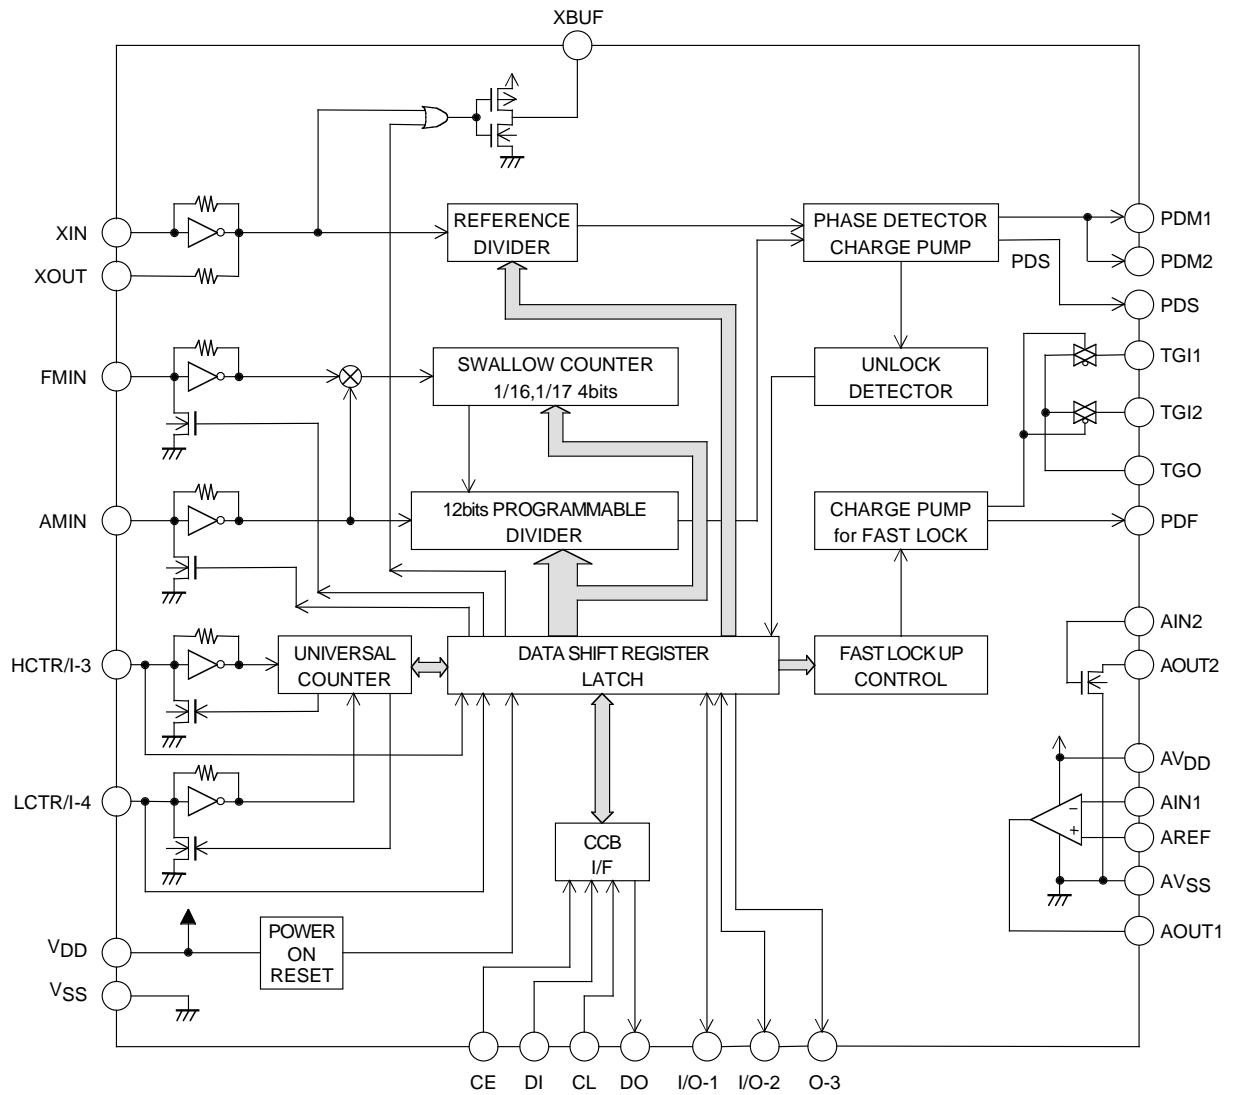 XBUF
XIN
XOUT
FMIN
AMIN
HCTR/I-3
LCTR/I-4
VDD
VSS
REFERENCE
DIVIDER
PHASE DETECTOR
CHARGE PUMP
PDS
SWALLOW COUNTER
1/16,1/17 4bits
UNLOCK
DETECTOR
12bits PROGRAMMABLE
DIVIDER
CHARGE PUMP
for FAST LOCK
UNIVERSAL
COUNTER
DATA SHIFT REGISTER
LATCH
FAST LOCK UP
CONTROL
CCB
I/F
POWER
ON
RESET
PDM1
PDM2
PDS
TGI1
TGI2
TGO
PDF
AIN2
AOUT2
AVDD
AIN1
AREF
AVSS
AOUT1
−
+
CE DI CL DO I/O-1 I/O-2 O-3